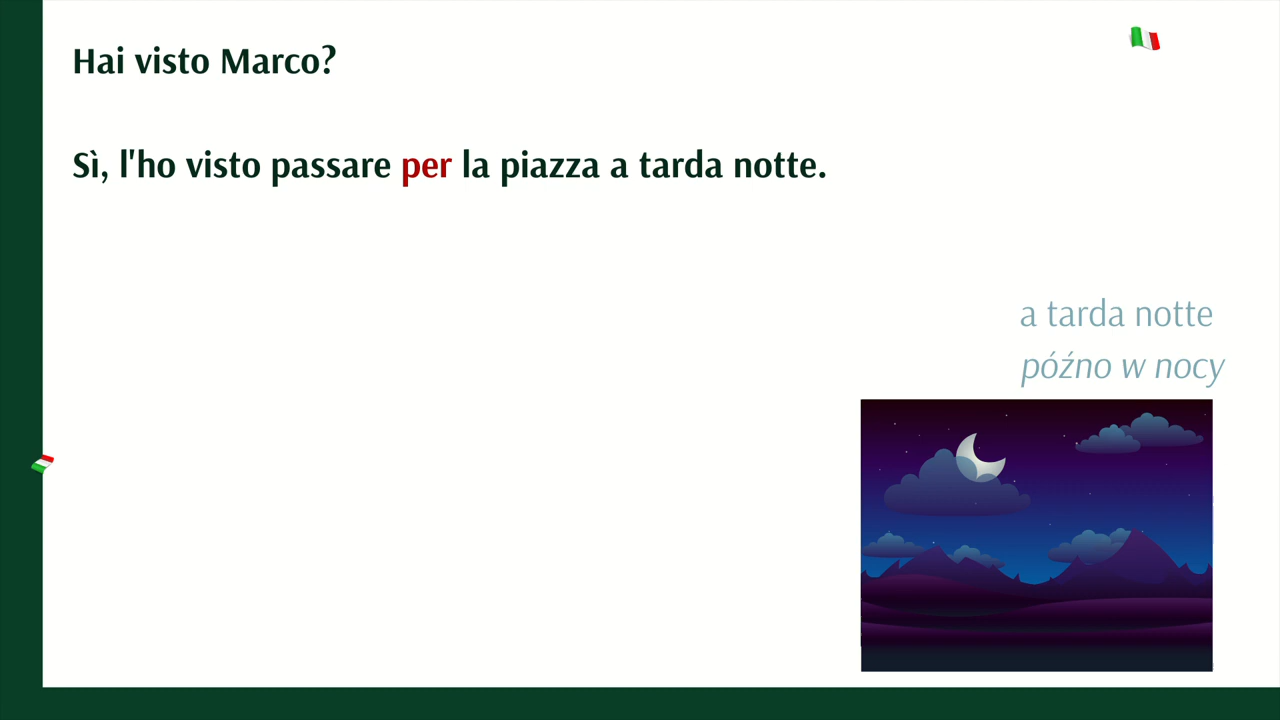 Hai visto Marco?
Sì, l'ho visto passare per la piazza a tarda notte.
a tarda notte
późno w nocy